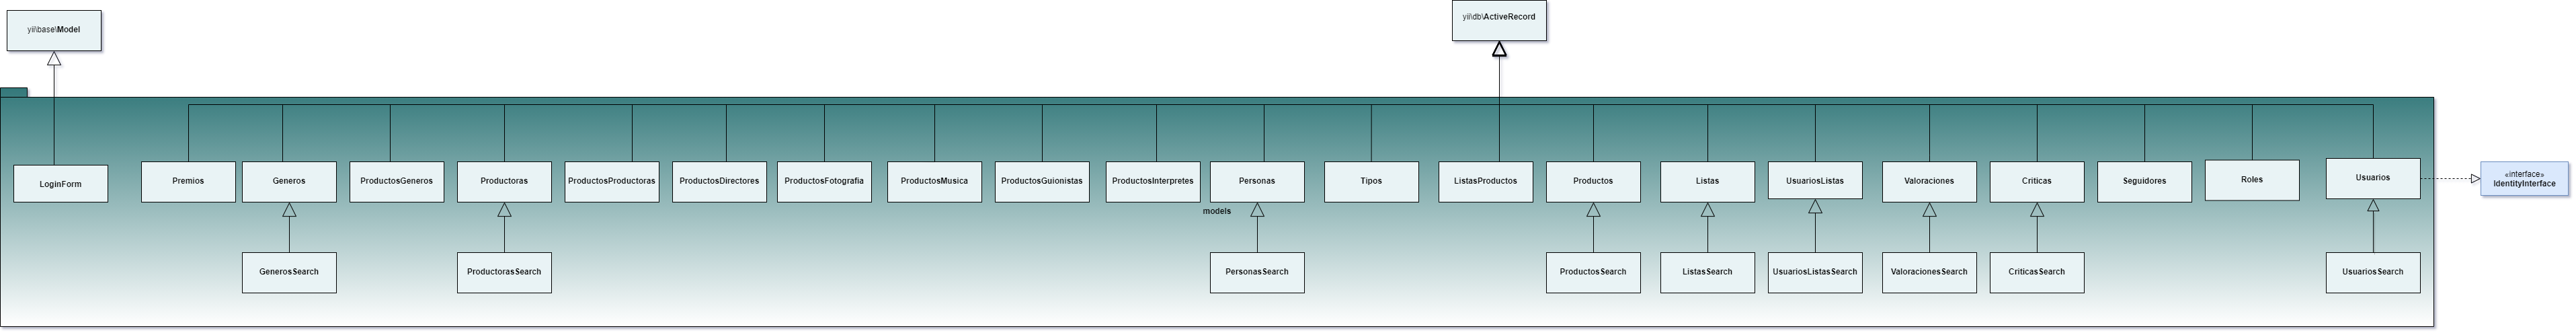 yii\base\Model
yii\db\ActiveRecord
LoginForm
Premios
Generos
ProductosGeneros
Productoras
ProductosProductoras
ProductosDirectores
ProductosFotografia
ProductosMusica
ProductosGuionistas
ProductosInterpretes
Personas
Tipos
ListasProductos
Productos
Listas
UsuariosListas
Valoraciones
Criticas
Seguidores
Roles
Usuarios
«interface»
IdentityInterface
models
GenerosSearch
ProductorasSearch
PersonasSearch
ProductosSearch
ListasSearch
UsuariosListasSearch
ValoracionesSearch
CriticasSearch
UsuariosSearch